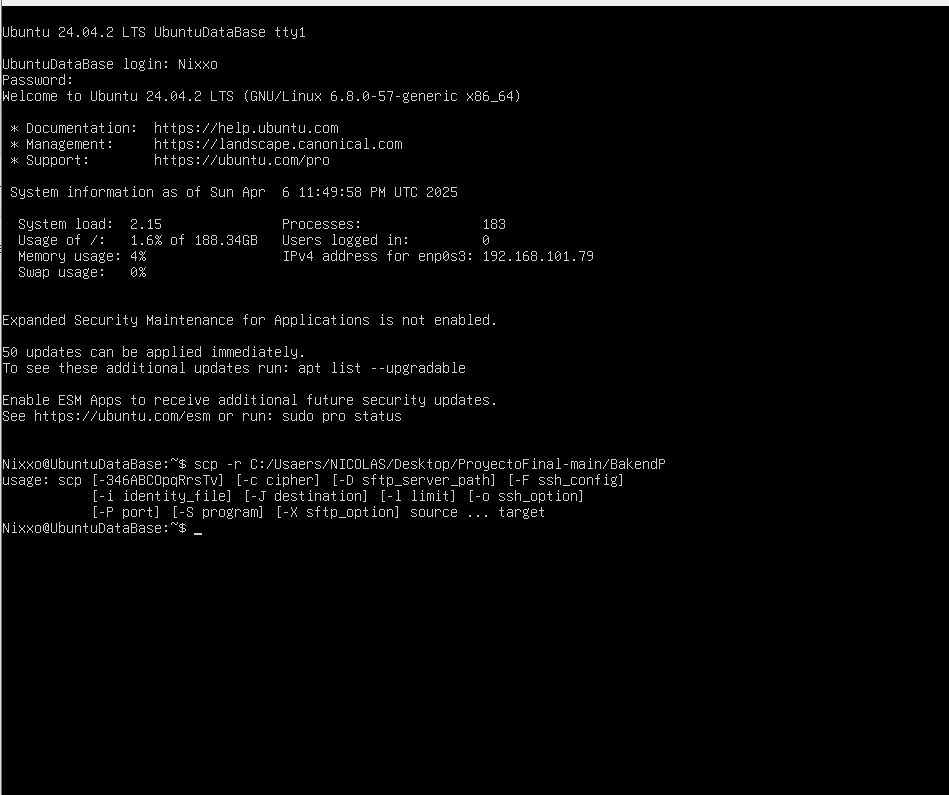 Ubuntu 24.04.2 LTS UbuntuDataBase tty1
UbuntuDataBase login: Nixxo
Password:
Welcome to Ubuntu 24.04.2 LTS (GNU/Linux 6.8.0-57-generic x86_64)
* Documentation:  https://help.ubuntu.com
* Management:     https://landscape.canonical.com
* Support:        https://ubuntu.com/pro
System information as of Sun Apr  6 11:49:58 PM UTC 2025
System load:  2.15               Processes:               183
Usage of /:   1.6% of 188.34GB   Users logged in:         0
Memory usage: 4%                 IPv4 address for enp0s3: 192.168.101.79
Swap usage:   0%
Expanded Security Maintenance for Applications is not enabled.
50 updates can be applied immediately.
To see these additional updates run: apt list --upgradable
Enable ESM Apps to receive additional future security updates.
See https://ubuntu.com/esm or run: sudo pro status
Nixxo@UbuntuDataBase:~$ scp -r C:/Usaers/NICOLAS/Desktop/ProyectoFinal-main/BakendP
usage: scp [-346ABCOpqRrsTv] [-c cipher] [-D sftp_server_path] [-F ssh_config]
[-i identity_file] [-J destination] [-l limit] [-o ssh_option]
[-P port] [-S program] [-X sftp_option] source ... target
Nixxo@UbuntuDataBase:~$ _